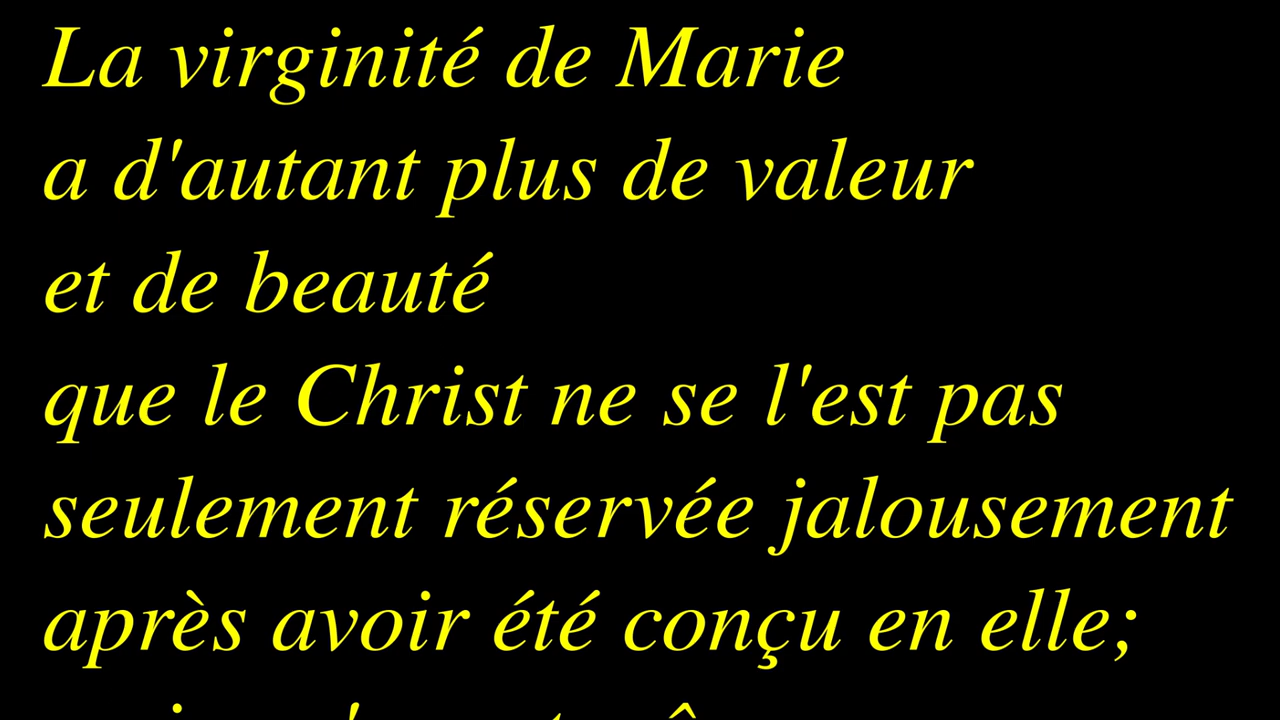 La virginité de Marie
a d'autant plus de valeur
et de beauté
que le Christ ne se l'est pas
seulement réservée jalousement
après avoir été conçu en elle;